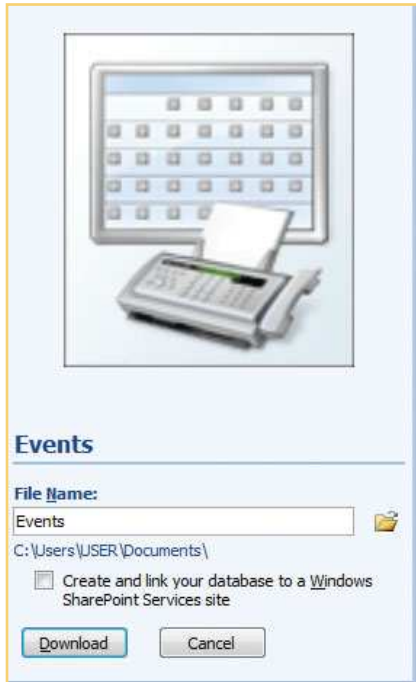 Events
File Name:
Events
C:\Users\USER\Documents\
Create and link your database to a Windows
SharePoint Services site
Download Cancel